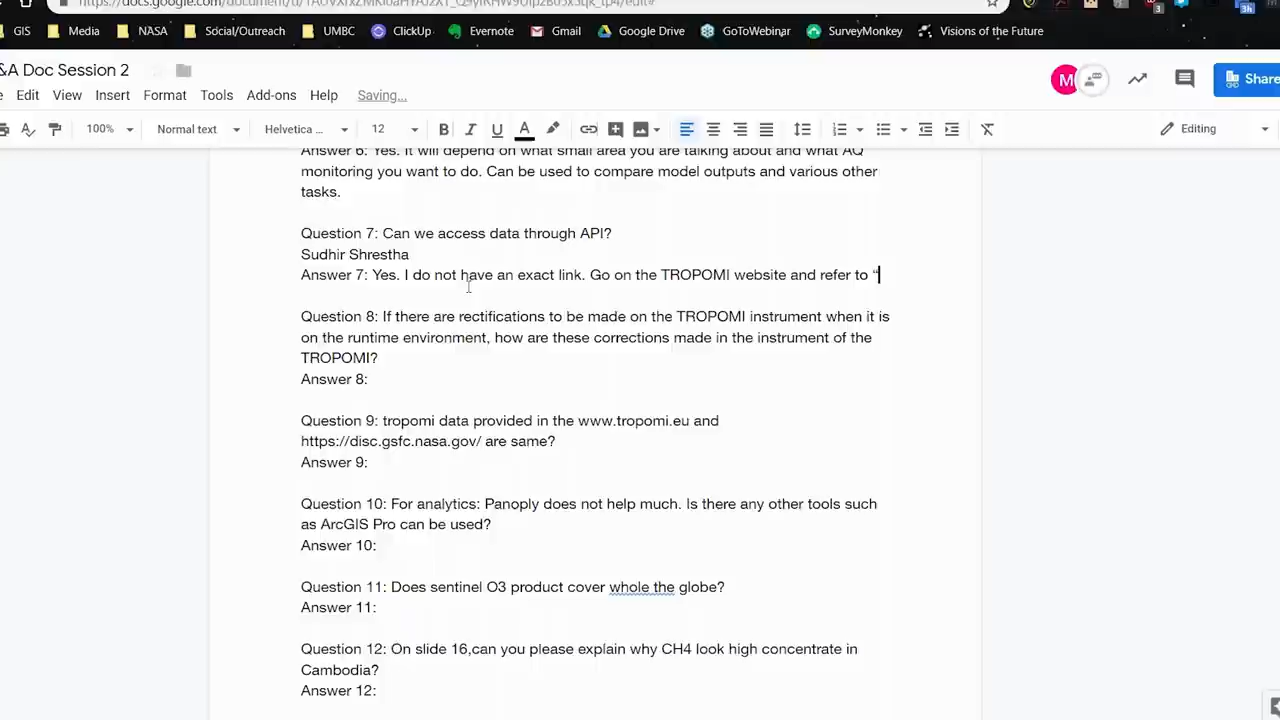 GIS Media NASA Social/Outreach UMBC ClickUp Evernote Gmail Google Drive GoToWebinar SurveyMonkey Visions of the Future
&A Doc Session 2
Edit View Insert Format Tools Add-ons Help Saving...
M
Share
100% Normal text Helvetica ... 12 B I U A Editing
Answer 6: Yes. It will depend on what small area you are talking about and what AQ
monitoring you want to do. Can be used to compare model outputs and various other
tasks.
Question 7: Can we access data through API?
Sudhir Shrestha
Answer 7: Yes. I do not have an exact link. Go on the TROPOMI website and refer to “
Question 8: If there are rectifications to be made on the TROPOMI instrument when it is
on the runtime environment, how are these corrections made in the instrument of the
TROPOMI?
Answer 8:
Question 9: tropomi data provided in the www.tropomi.eu and
https://disc.gsfc.nasa.gov/ are same?
Answer 9:
Question 10: For analytics: Panoply does not help much. Is there any other tools such
as ArcGIS Pro can be used?
Answer 10:
Question 11: Does sentinel O3 product cover whole the globe?
Answer 11:
Question 12: On slide 16,can you please explain why CH4 look high concentrate in
Cambodia?
Answer 12: